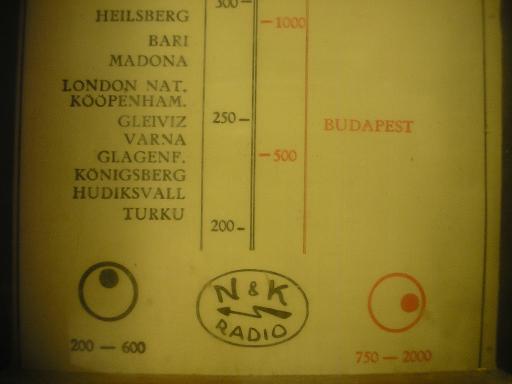 HEILSBERG
BARI
MADONA
LONDON NAT.
KÖÖPENHAM.
GLEIVIZ
VARNA
GLAGENF.
KÖNIGSBERG
HUDIKSVALL
TURKU
300
250
200
1000
500
BUDAPEST
200 — 600
N & K
RADIO
750 — 2000